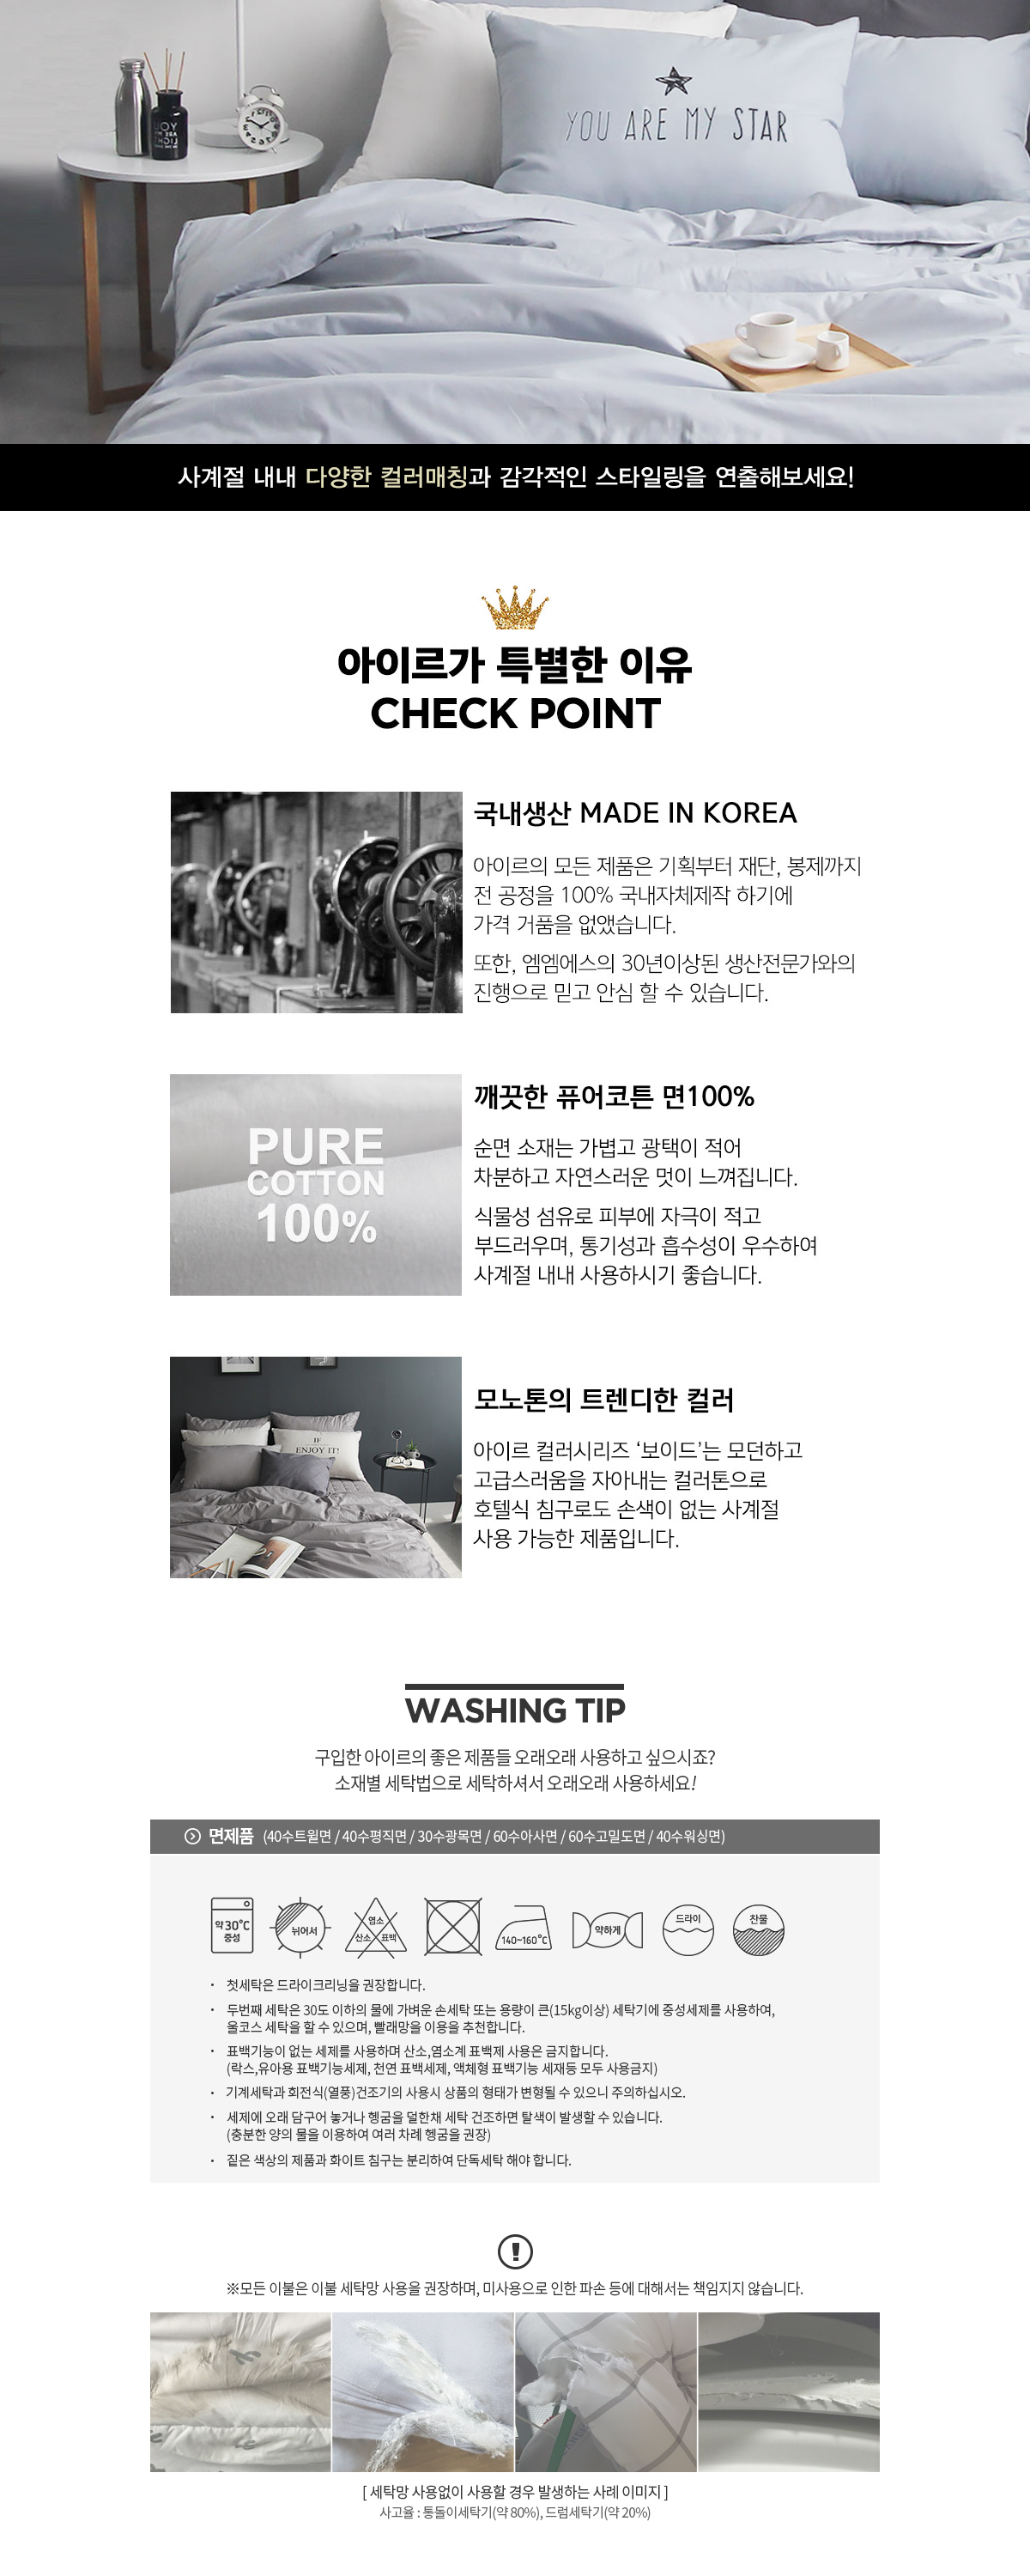 YOU ARE MY STAR
사계절 내내 다양한 컬러매칭과 감각적인 스타일링을 연출해보세요!
아이르가 특별한 이유
CHECK POINT
국내생산 MADE IN KOREA
아이르의 모든 제품은 기획부터 재단, 봉제까지
전 공정을 100% 국내자체제작 하기에
가격 거품을 없앴습니다.
또한, 엠엠에스의 30년이상된 생산전문가와의
진행으로 믿고 안심 할 수 있습니다.
PURE
COTTON
100%
깨끗한 퓨어코튼 면100%
순면 소재는 가볍고 광택이 적어
차분하고 자연스러운 멋이 느껴집니다.
식물성 섬유로 피부에 자극이 적고
부드러우며, 통기성과 흡수성이 우수하여
사계절 내내 사용하시기 좋습니다.
IF
ENJOY IT!
모노톤의 트렌디한 컬러
아이르 컬러시리즈 ‘보이드’는 모던하고
고급스러움을 자아내는 컬러톤으로
호텔식 침구로도 손색이 없는 사계절
사용 가능한 제품입니다.
WASHING TIP
구입한 아이르의 좋은 제품들 오래오래 사용하고 싶으시죠?
소재별 세탁법으로 세탁하셔서 오래오래 사용하세요!
면제품 (40수트윌면 / 40수평직면 / 30수광목면 / 60수아사면 / 60수고밀도면 / 40수워싱면)
약 30°C
중성
뉘어서
염소
산소 표백
140~160°C
약하게
드라이
찬물
· 첫세탁은 드라이크리닝을 권장합니다.
· 두번째 세탁은 30도 이하의 물에 가벼운 손세탁 또는 용량이 큰(15kg이상) 세탁기에 중성세제를 사용하여,
울코스 세탁을 할 수 있으며, 빨래망을 이용을 추천합니다.
· 표백기능이 없는 세제를 사용하며 산소,염소계 표백제 사용은 금지합니다.
(락스,유아용 표백기능세제, 천연 표백세제, 액체형 표백기능 세재등 모두 사용금지)
· 기계세탁과 회전식(열풍)건조기의 사용시 상품의 형태가 변형될 수 있으니 주의하십시오.
· 세제에 오래 담구어 놓거나 헹굼을 덜한채 세탁 건조하면 탈색이 발생할 수 있습니다.
(충분한 양의 물을 이용하여 여러 차례 헹굼을 권장)
· 짙은 색상의 제품과 화이트 침구는 분리하여 단독세탁 해야 합니다.
※모든 이불은 이불 세탁망 사용을 권장하며, 미사용으로 인한 파손 등에 대해서는 책임지지 않습니다.
[ 세탁망 사용없이 사용할 경우 발생하는 사례 이미지 ]
사고율 : 통돌이세탁기(약 80%), 드럼세탁기(약 20%)